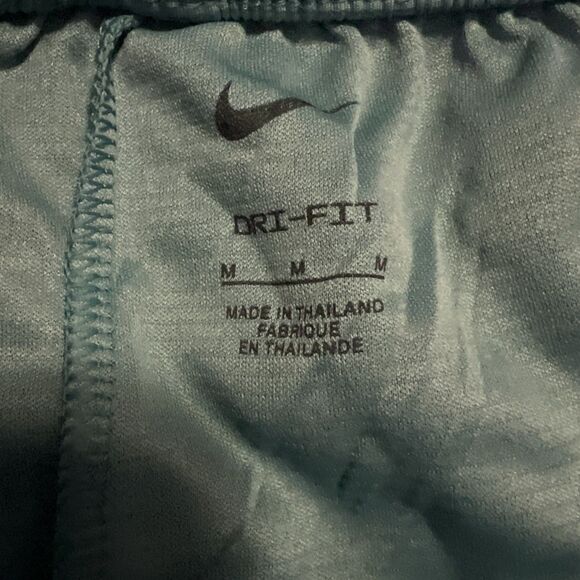 DRI-FIT
M M M
MADE IN THAILAND
FABRIQUE
EN THAILANDE